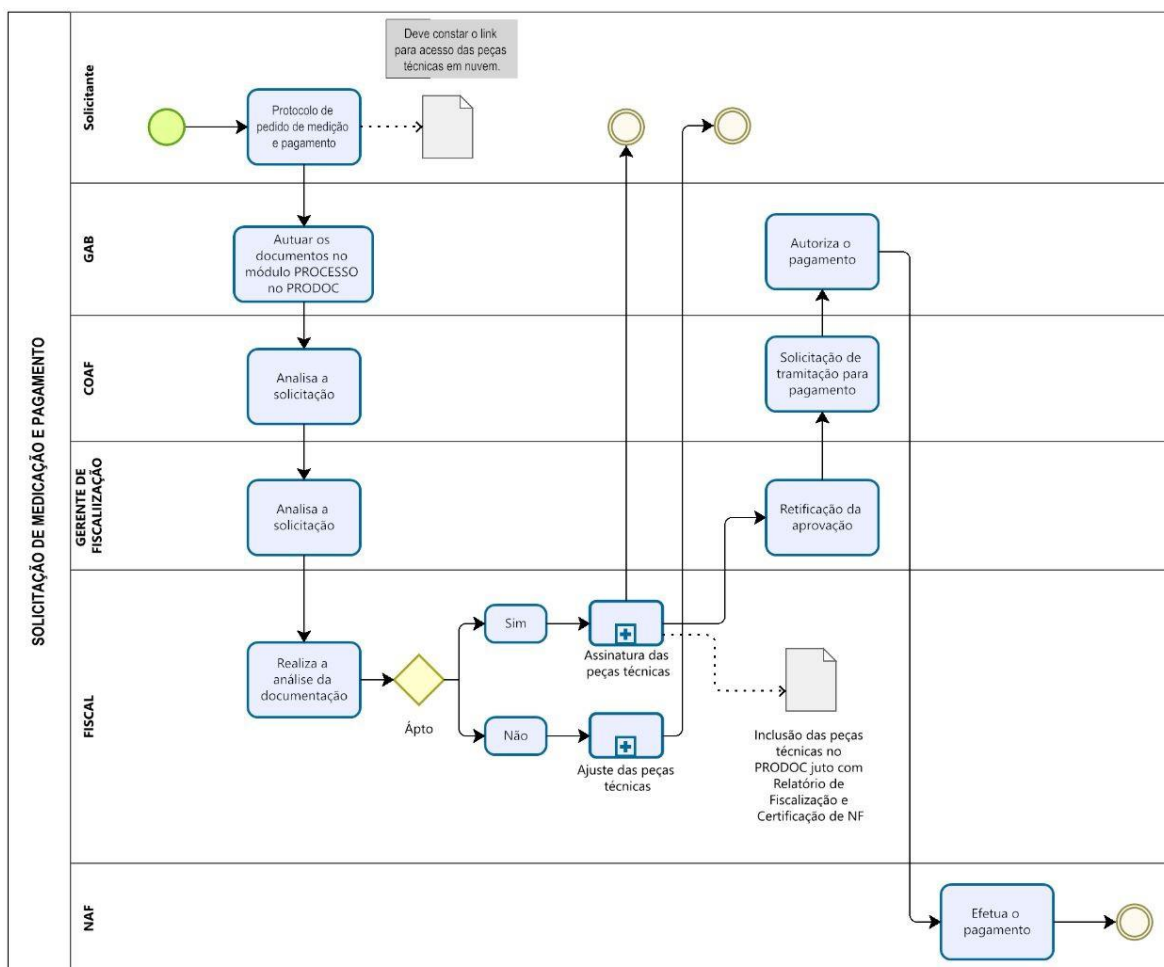 SOLICITAÇÃO DE MEDICAÇÃO E PAGAMENTO
Solicitante
Deve constar o link
para acesso das peças
técnicas em nuvem.
Protocolo de
pedido de medição
e pagamento
GAB
Autuar os
documentos no
módulo PROCESSO
no PRODOC
Autoriza o
pagamento
COAF
Analisa a
solicitação
Solicitação de
tramitação para
pagamento
GERENTE DE
FISCALIIZAÇÃO
Analisa a
solicitação
Retificação da
aprovação
FISCAL
Realiza a
análise da
documentação
Ápto
Sim
Assinatura das
peças técnicas
Não
Ajuste das peças
técnicas
Inclusão das peças
técnicas no
PRODOC juto com
Relatório de
Fiscalização e
Certificação de NF
NAF
Efetua o
pagamento